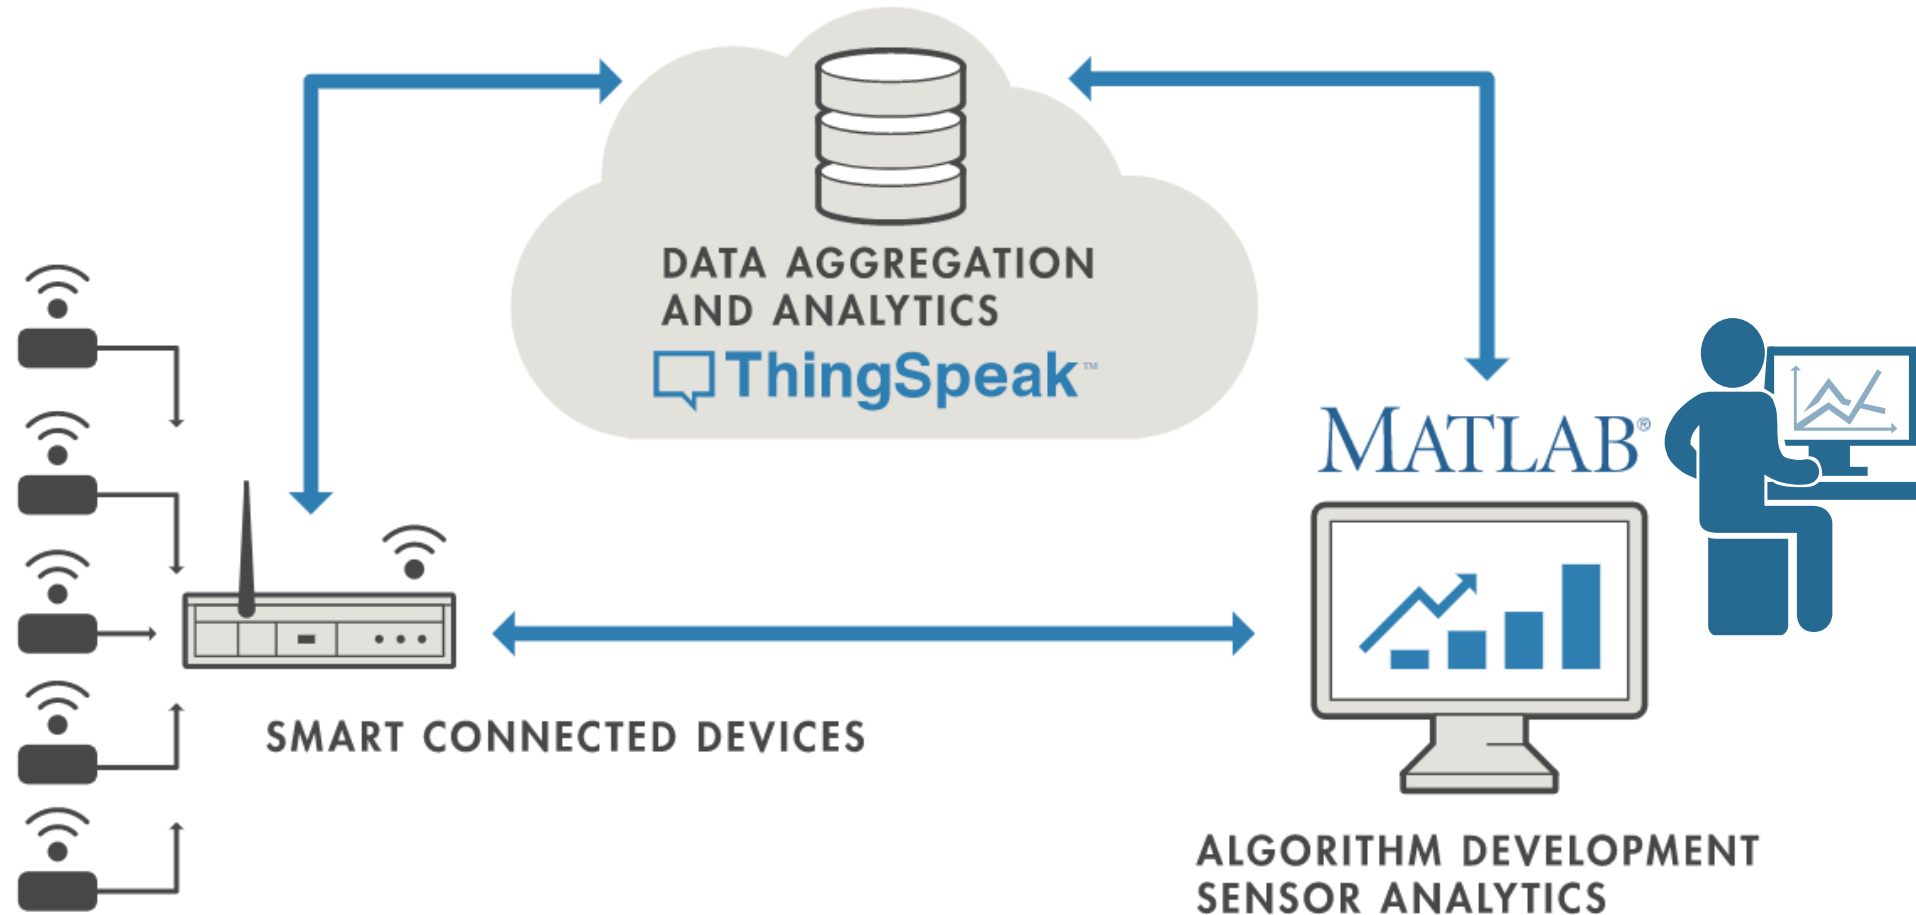 DATA AGGREGATION
AND ANALYTICS
ThingSpeak™
MATLAB®
SMART CONNECTED DEVICES
ALGORITHM DEVELOPMENT
SENSOR ANALYTICS